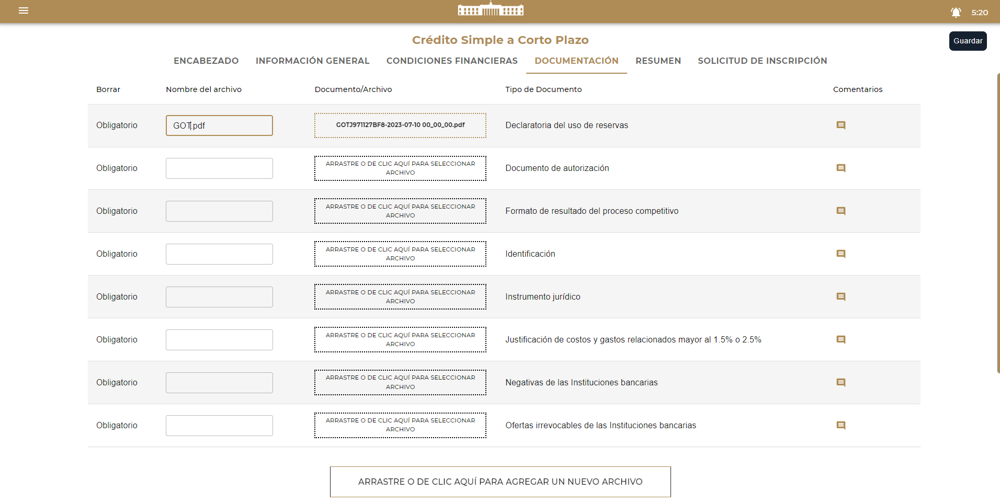 5:20
Crédito Simple a Corto Plazo
Guardar
ENCABEZADO INFORMACIÓN GENERAL CONDICIONES FINANCIERAS DOCUMENTACIÓN RESUMEN SOLICITUD DE INSCRIPCIÓN
Borrar Nombre del archivo Documento/Archivo Tipo de Documento Comentarios
Obligatorio GOT.pdf GOTJ971127BF8-2023-07-10 00_00_00.pdf Declaratoria del uso de reservas
Obligatorio ARRASTRE O DE CLIC AQUÍ PARA SELECCIONAR
ARCHIVO
Documento de autorización
Obligatorio ARRASTRE O DE CLIC AQUÍ PARA SELECCIONAR
ARCHIVO
Formato de resultado del proceso competitivo
Obligatorio ARRASTRE O DE CLIC AQUÍ PARA SELECCIONAR
ARCHIVO
Identificación
Obligatorio ARRASTRE O DE CLIC AQUÍ PARA SELECCIONAR
ARCHIVO
Instrumento jurídico
Obligatorio ARRASTRE O DE CLIC AQUÍ PARA SELECCIONAR
ARCHIVO
Justificación de costos y gastos relacionados mayor al 1.5% o 2.5%
Obligatorio ARRASTRE O DE CLIC AQUÍ PARA SELECCIONAR
ARCHIVO
Negativas de las Instituciones bancarias
Obligatorio ARRASTRE O DE CLIC AQUÍ PARA SELECCIONAR
ARCHIVO
Ofertas irrevocables de las Instituciones bancarias
ARRASTRE O DE CLIC AQUÍ PARA AGREGAR UN NUEVO ARCHIVO